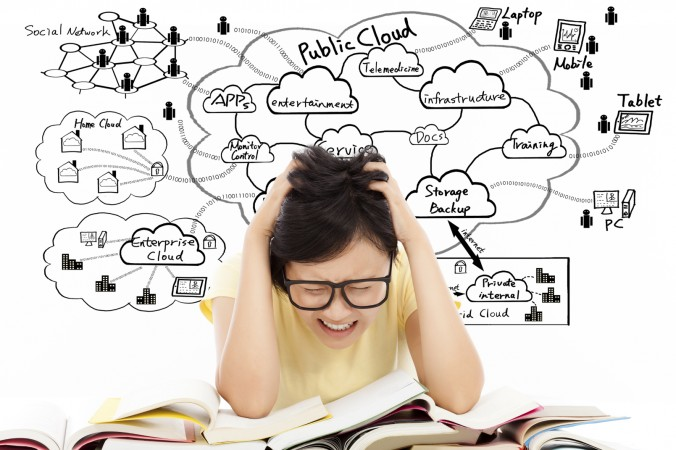 Social Network
Public Cloud
Laptop
Mobile
Tablet
PC
Telemedicine
APPs
entertainment
infrastructure
Home Cloud
Monitor
Control
Docs
Training
Storage
Backup
Enterprise
Cloud
internet
Private
internal
Cloud